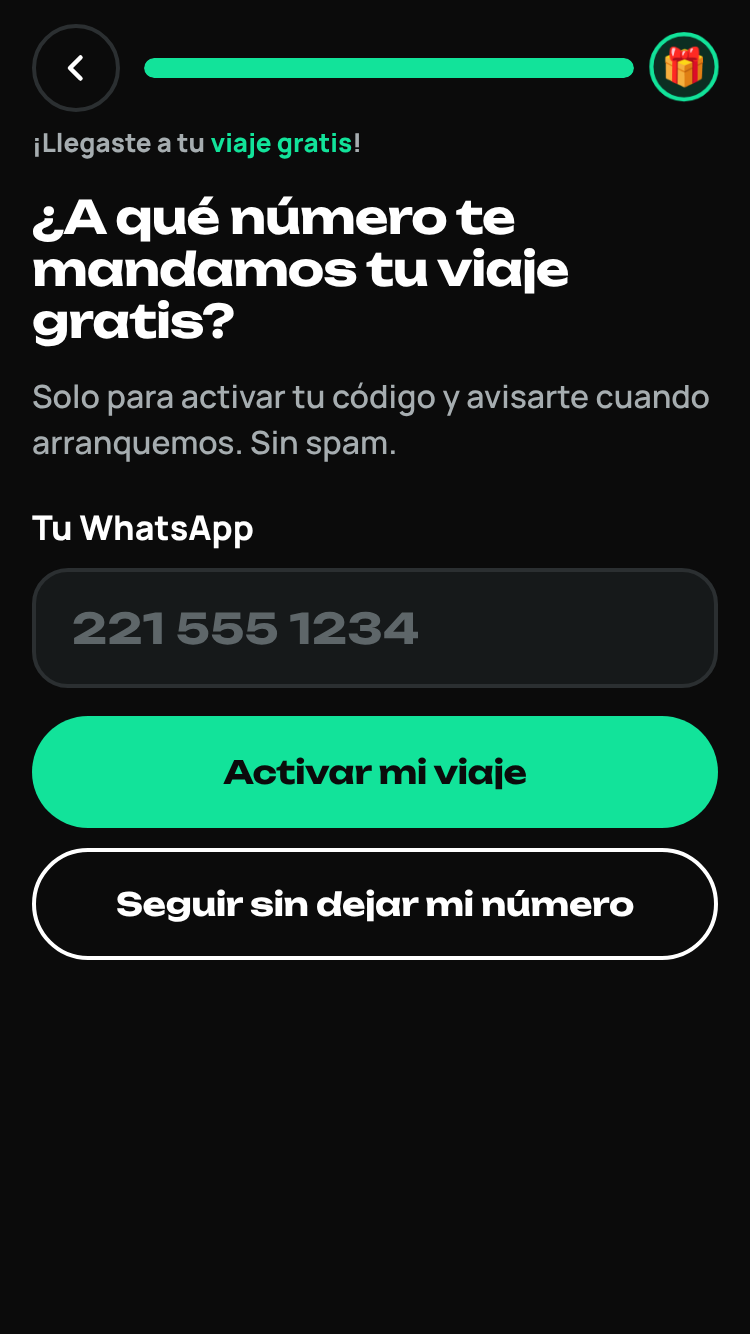 ¡Llegaste a tu viaje gratis!
¿A qué número te
mandamos tu viaje
gratis?
Solo para activar tu código y avisarte cuando
arranquemos. Sin spam.
Tu WhatsApp
221 555 1234
Activar mi viaje
Seguir sin dejar mi número